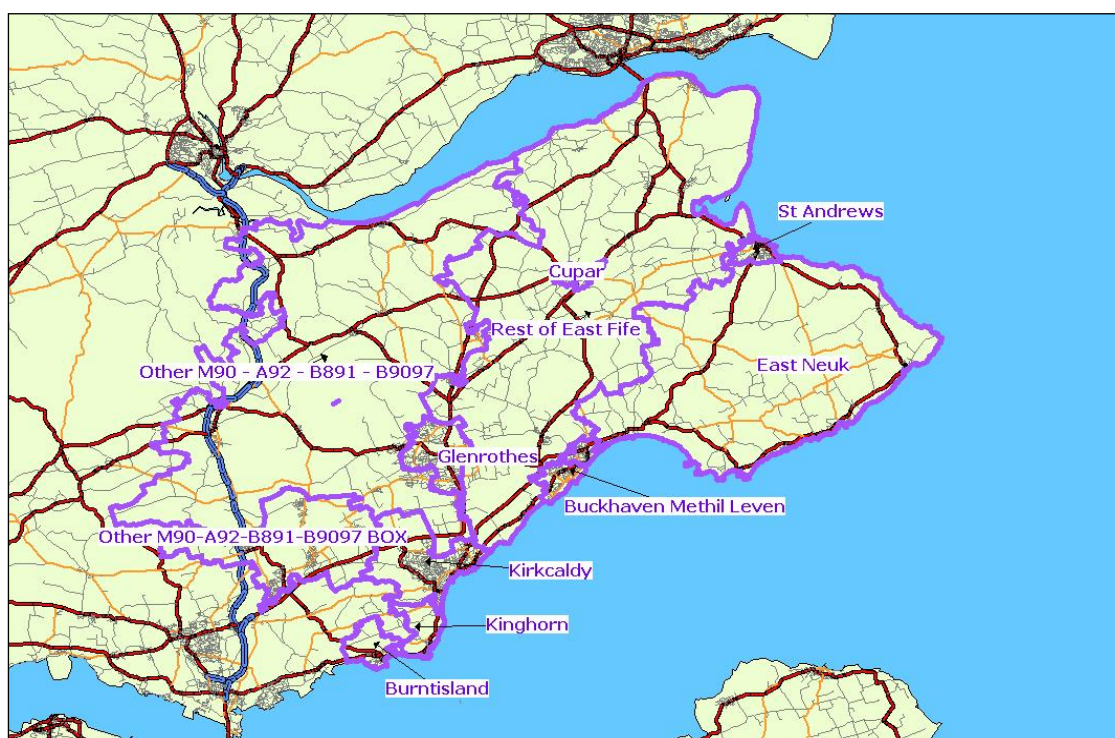 St Andrews
Cupar
Rest of East Fife
East Neuk
Other M90 - A92 - B891 - B9097
Glenrothes
Buckhaven Methil Leven
Other M90-A92-B891-B9097 BOX
Kirkcaldy
Kinghorn
Burntisland